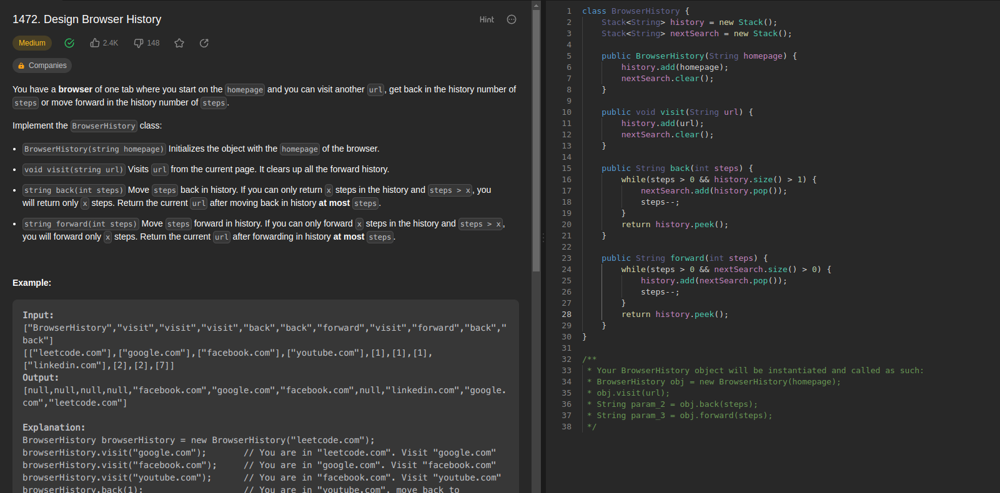 1472. Design Browser History
Hint
Medium
2.4K
148
Companies
You have a browser of one tab where you start on the homepage and you can visit another url, get back in the history number of
steps or move forward in the history number of steps.
Implement the BrowserHistory class:
• BrowserHistory(string homepage) Initializes the object with the homepage of the browser.
• void visit(string url) Visits url from the current page. It clears up all the forward history.
• string back(int steps) Move steps back in history. If you can only return x steps in the history and steps > x, you
will return only x steps. Return the current url after moving back in history at most steps.
• string forward(int steps) Move steps forward in history. If you can only forward x steps in the history and steps > x,
you will forward only x steps. Return the current url after forwarding in history at most steps.
Example:
Input:
["BrowserHistory","visit","visit","visit","back","back","forward","visit","forward","back","
back"]
[["leetcode.com"],["google.com"],["facebook.com"],["youtube.com"],[1],[1],[1],
["linkedin.com"],[2],[2],[7]]
Output:
[null,null,null,null,"facebook.com","google.com","facebook.com",null,"linkedin.com","google.
com","leetcode.com"]
Explanation:
BrowserHistory browserHistory = new BrowserHistory("leetcode.com");
browserHistory.visit("google.com");       // You are in "leetcode.com". Visit "google.com"
browserHistory.visit("facebook.com");     // You are in "google.com". Visit "facebook.com"
browserHistory.visit("youtube.com");      // You are in "facebook.com". Visit "youtube.com"
browserHistory.back(1);                   // You are in "youtube.com", move back to
1 class BrowserHistory {
2     Stack<String> history = new Stack();
3     Stack<String> nextSearch = new Stack();
4
5     public BrowserHistory(String homepage) {
6         history.add(homepage);
7         nextSearch.clear();
8     }
9
10     public void visit(String url) {
11         history.add(url);
12         nextSearch.clear();
13     }
14
15     public String back(int steps) {
16         while(steps > 0 && history.size() > 1) {
17             nextSearch.add(history.pop());
18             steps--;
19         }
20         return history.peek();
21     }
22
23     public String forward(int steps) {
24         while(steps > 0 && nextSearch.size() > 0) {
25             history.add(nextSearch.pop());
26             steps--;
27         }
28         return history.peek();
29     }
30 }
31
32 /**
33  * Your BrowserHistory object will be instantiated and called as such:
34  * BrowserHistory obj = new BrowserHistory(homepage);
35  * obj.visit(url);
36  * String param_2 = obj.back(steps);
37  * String param_3 = obj.forward(steps);
38  */